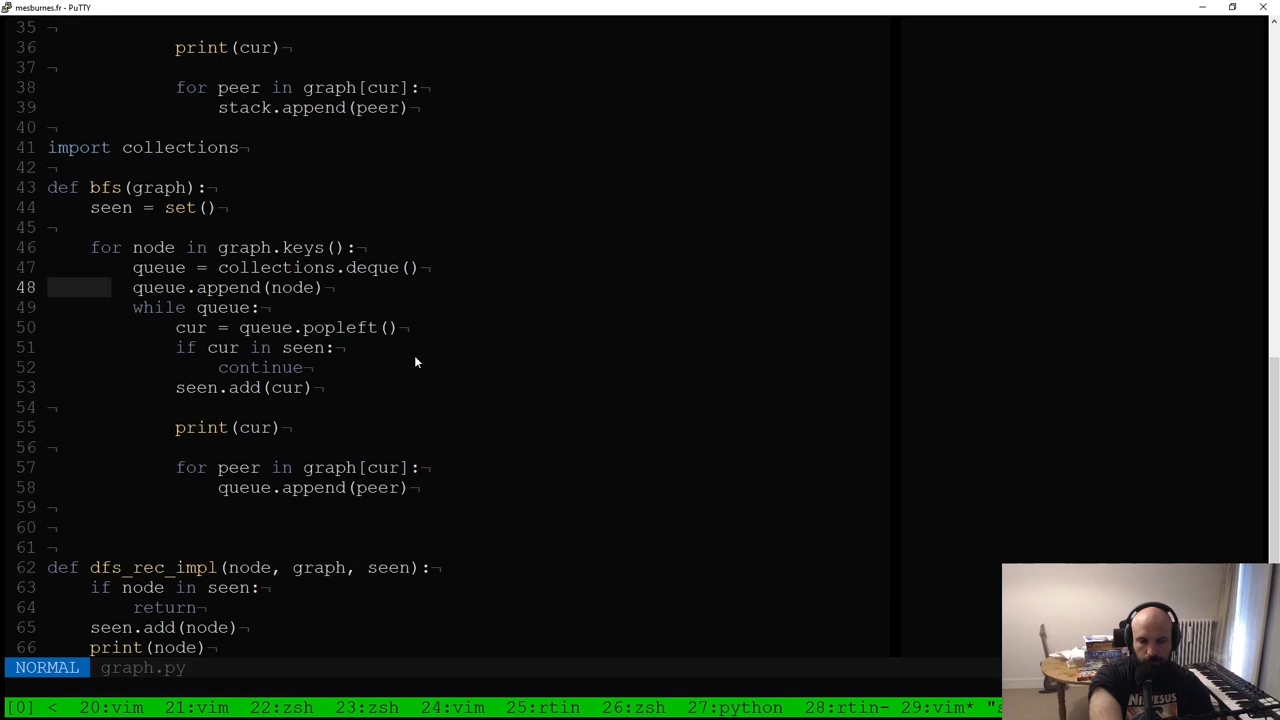 mesburnes.fr - PuTTY
35 ¬
36 print(cur)¬
37 ¬
38 for peer in graph[cur]:¬
39 stack.append(peer)¬
40 ¬
41 import collections¬
42 ¬
43 def bfs(graph):¬
44 seen = set()¬
45 ¬
46 for node in graph.keys():¬
47 queue = collections.deque()¬
48 queue.append(node)¬
49 while queue:¬
50 cur = queue.popleft()¬
51 if cur in seen:¬
52 continue¬
53 seen.add(cur)¬
54 ¬
55 print(cur)¬
56 ¬
57 for peer in graph[cur]:¬
58 queue.append(peer)¬
59 ¬
60 ¬
61 ¬
62 def dfs_rec_impl(node, graph, seen):¬
63 if node in seen:¬
64 return¬
65 seen.add(node)¬
66 print(node)¬
NORMAL graph.py
[0] < 20:vim 21:vim 22:zsh 23:zsh 24:vim 25:rtin 26:zsh 27:python 28:rtin- 29:vim* "s